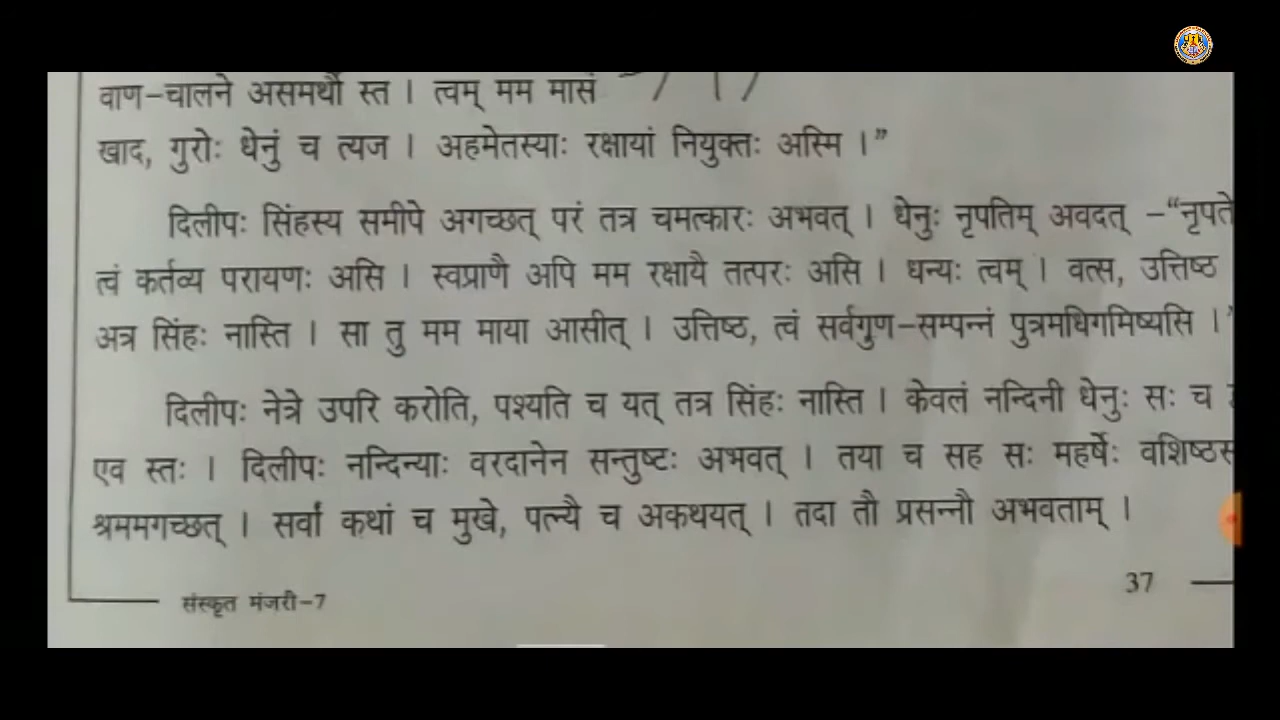 वाण-चालने असमर्थौ स्त । त्वम् मम मासं
खाद, गुरोः धेनुं च त्यज । अहमेतस्याः रक्षायां नियुक्तः अस्मि ।”
दिलीपः सिंहस्य समीपे अगच्छत् परं तत्र चमत्कारः अभवत् । धेनुः नृपतिम् अवदत् –“नृपते
त्वं कर्तव्य परायणः असि । स्वप्राणै अपि मम रक्षायै तत्परः असि । धन्यः त्वम् । वत्स, उत्तिष्ठ
अत्र सिंहः नास्ति । सा तु मम माया आसीत् । उत्तिष्ठ, त्वं सर्वगुण-सम्पन्नं पुत्रमधिगमिष्यसि ।”
दिलीपः नेत्रे उपरि करोति, पश्यति च यत् तत्र सिंहः नास्ति । केवलं नन्दिनी धेनुः सः च
एव स्तः । दिलीपः नन्दिन्याः वरदानेन सन्तुष्टः अभवत् । तया च सह सः महर्षेः वशिष्ठस
श्रममगच्छत् । सर्वां कथां च मुखे, पत्न्यै च अकथयत् । तदा तौ प्रसन्नौ अभवताम् ।
37
संस्कृत मंजरी-7